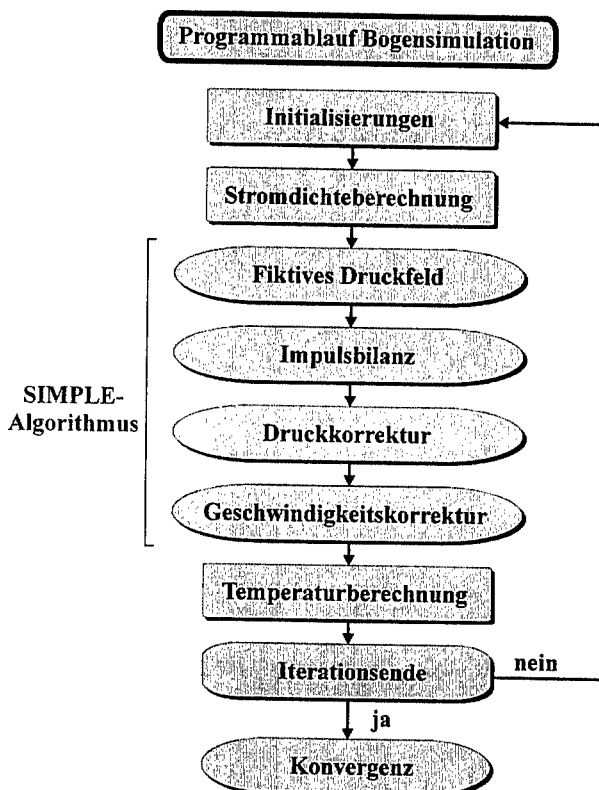 Programmablauf Bogensimulation
Initialisierungen
Stromdichteberechnung
Fiktives Druckfeld
Impulsbilanz
SIMPLE-
Algorithmus
Druckkorrektur
Geschwindigkeitskorrektur
Temperaturberechnung
Iterationsende
nein
ja
Konvergenz